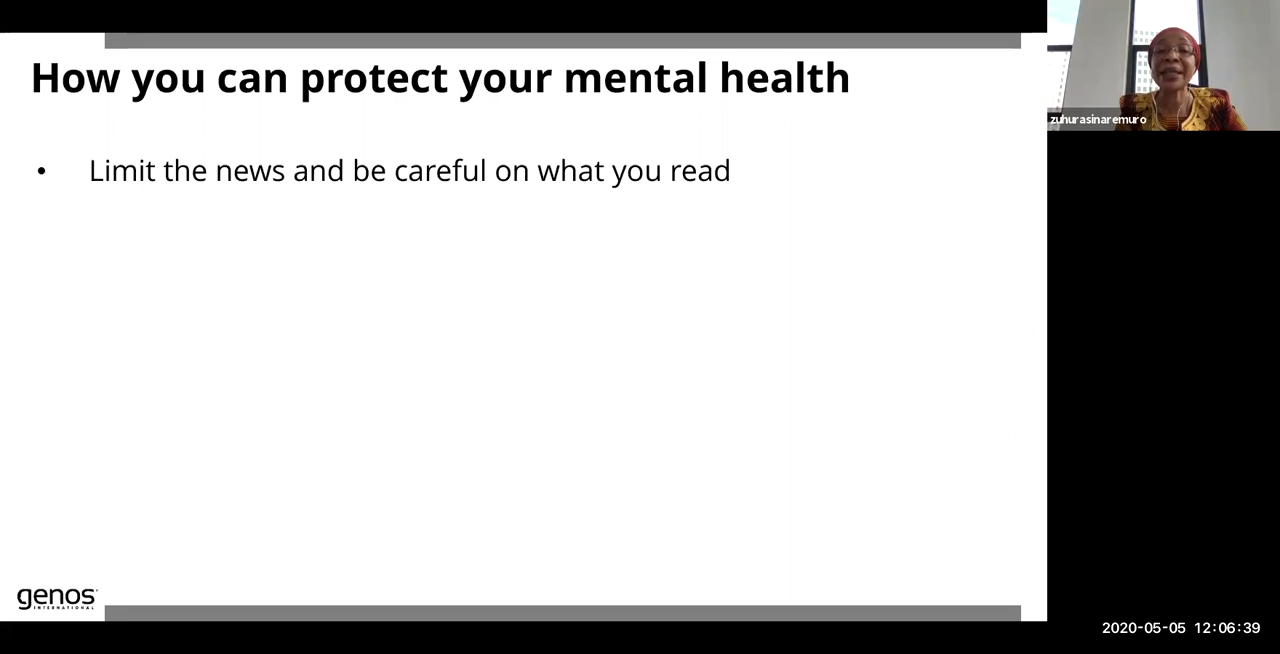 How you can protect your mental health
• Limit the news and be careful on what you read
zuhurasinaremuro
genos
INTERNATIONAL
2020-05-05 12:06:39